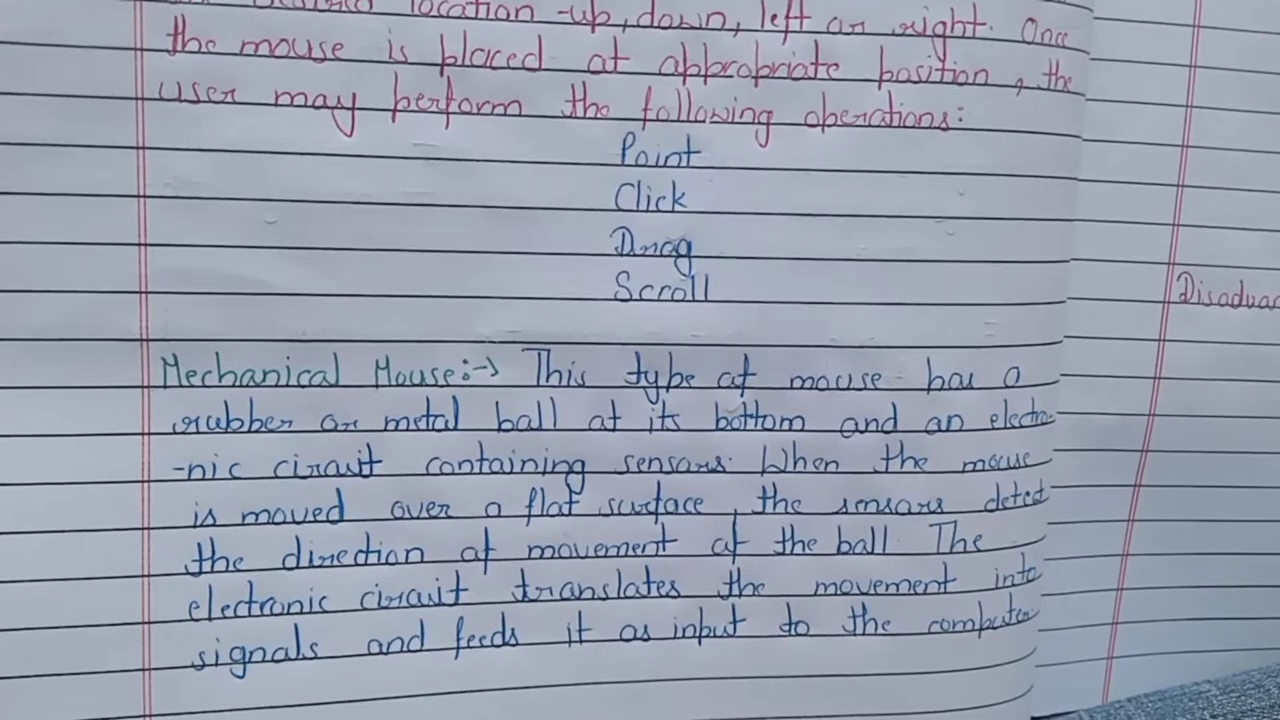 location -up, down, left or right. Once
the mouse is placed at appropriate position, the
user may perform the following operations:
Point
Click
Drag
Scroll
Disadvan
Mechanical Mouse:-> This type of mouse has a
rubber or metal ball at its bottom and an electro
-nic circuit containing sensors. When the mouse
is moved over a flat surface, the sensors detect
the direction of movement of the ball. The
electronic circuit translates the movement into
signals and feeds it as input to the computer